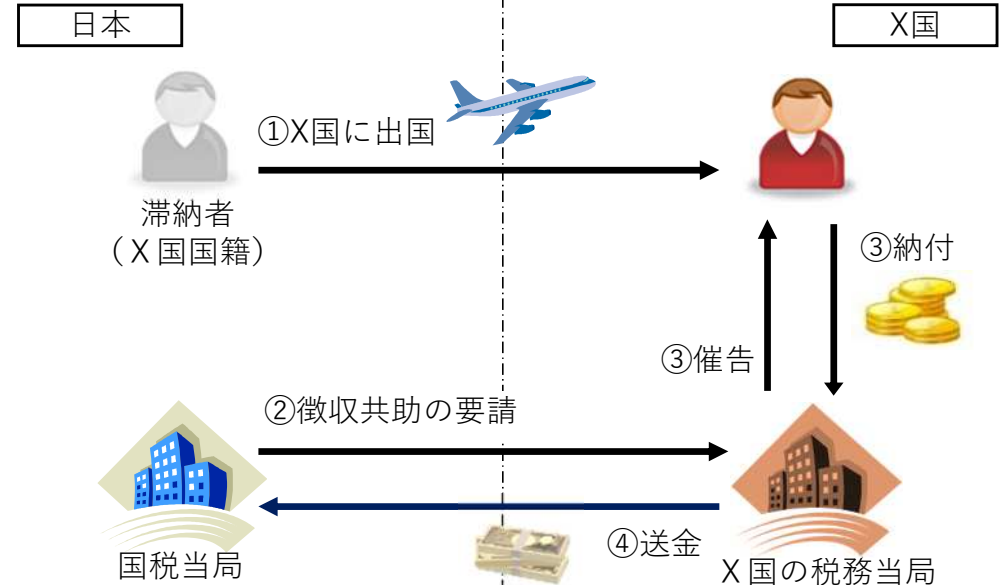 日本
X国
①X国に出国
滞納者
（Ｘ国国籍）
③納付
③催告
②徴収共助の要請
④送金
国税当局
Ｘ国の税務当局